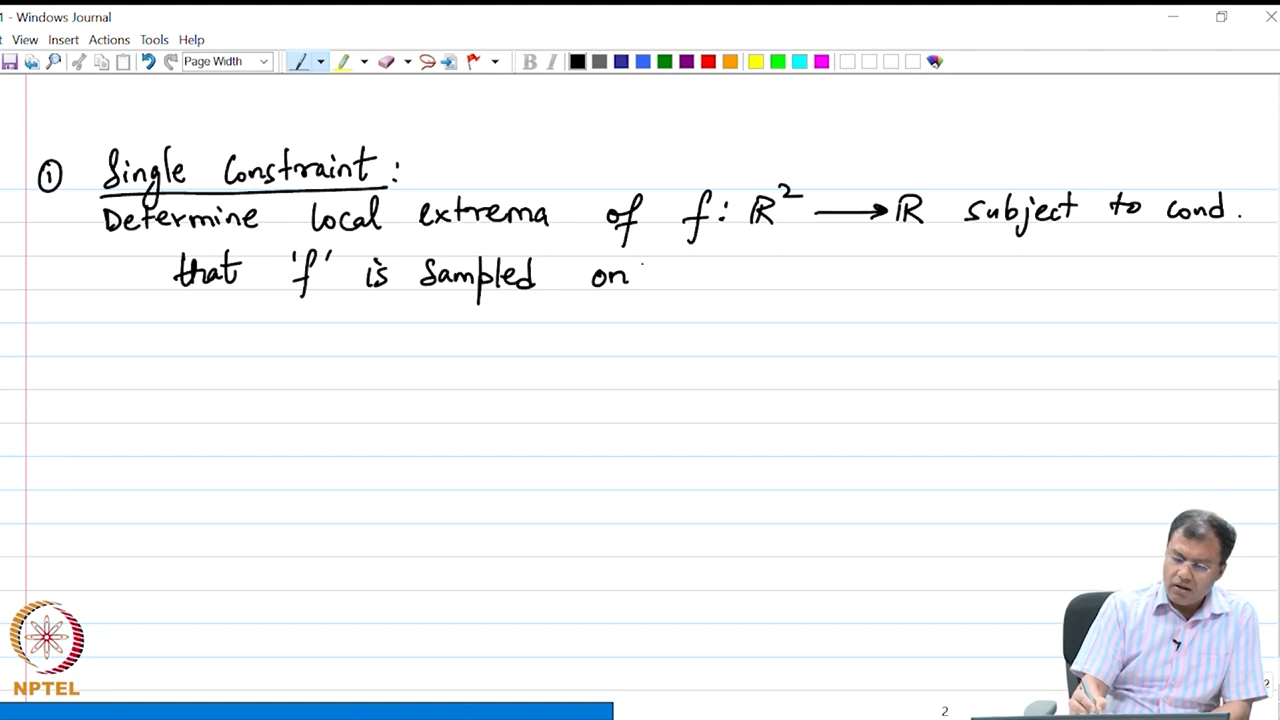 1 - Windows Journal
t View Insert Actions Tools Help
Page Width
B I
① Single Constraint:
Determine local extrema of f: ℝ² ⟶ ℝ subject to cond.
that 'f' is sampled on
NPTEL
2